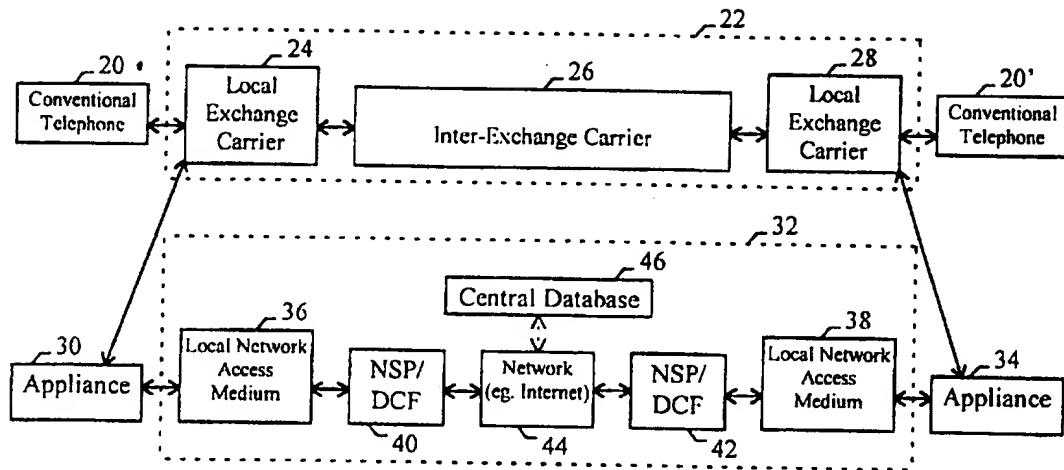 22
20
24
26
28
20'
Conventional
Telephone
Local
Exchange
Carrier
Inter-Exchange Carrier
Local
Exchange
Carrier
Conventional
Telephone
32
46
Central Database
36
38
30
34
Local Network
Access
Medium
Local Network
Access
Medium
Appliance
NSP/
DCF
Network
(eg. Internet)
NSP/
DCF
Appliance
40
44
42